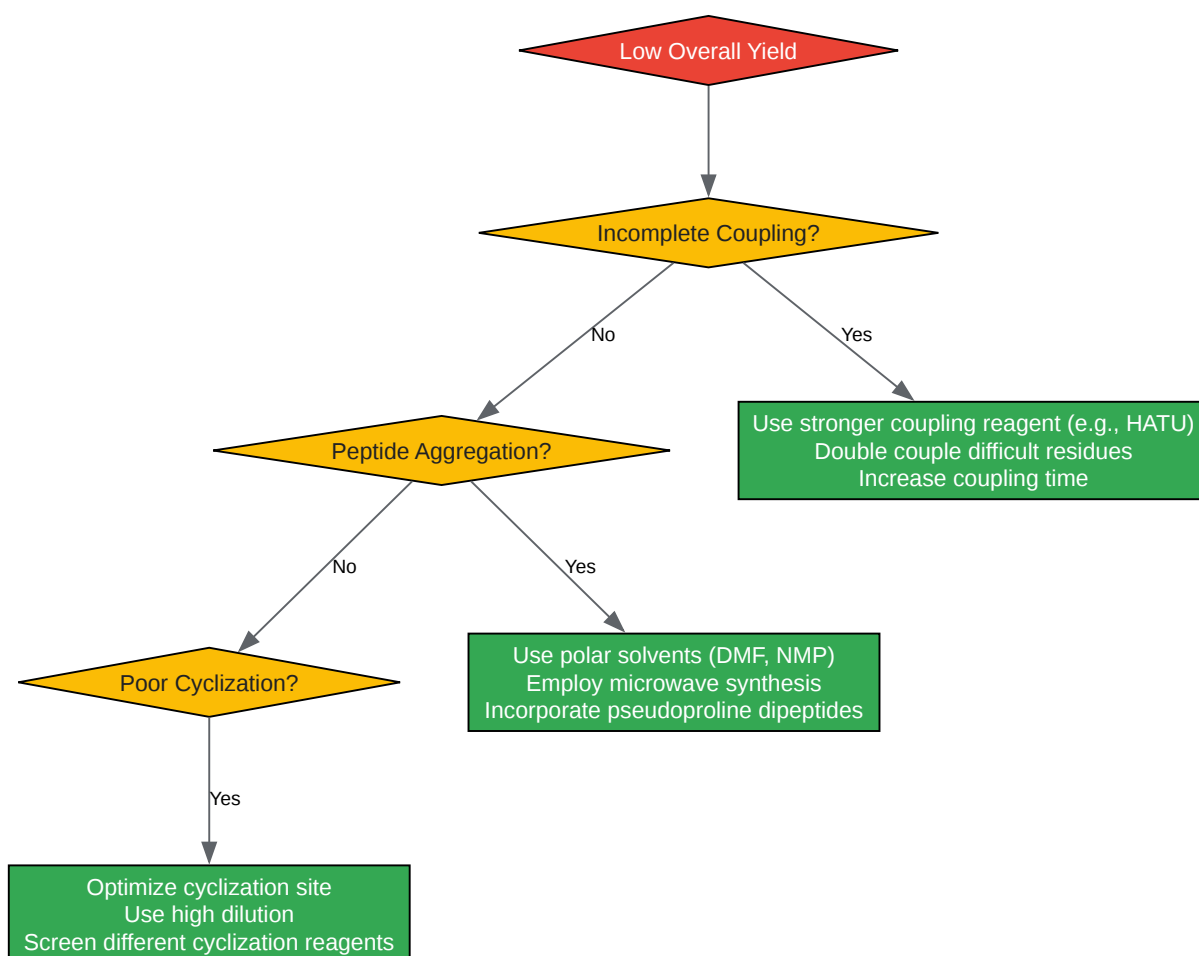 Low Overall Yield
Incomplete Coupling?
No
Yes
Use stronger coupling reagent (e.g., HATU)
Double couple difficult residues
Increase coupling time
Peptide Aggregation?
No
Yes
Use polar solvents (DMF, NMP)
Employ microwave synthesis
Incorporate pseudoproline dipeptides
Poor Cyclization?
Yes
Optimize cyclization site
Use high dilution
Screen different cyclization reagents